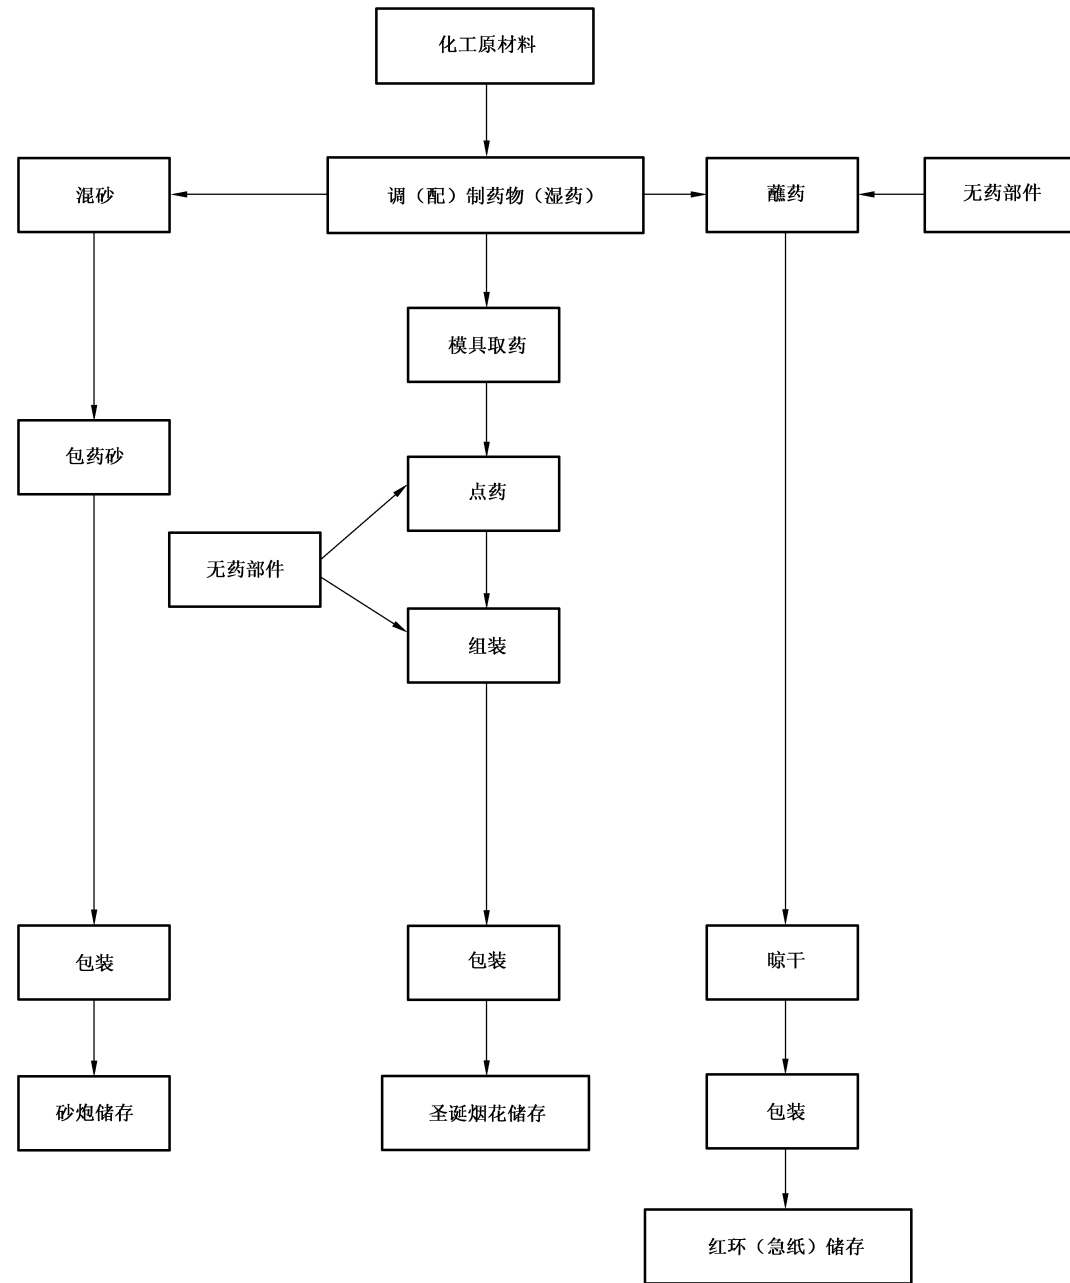 化工原材料
混砂
调（配）制药物（湿药）
蘸药
无药部件
模具取药
包药砂
点药
无药部件
组装
包装
包装
晾干
砂炮储存
圣诞烟花储存
包装
红环（急纸）储存